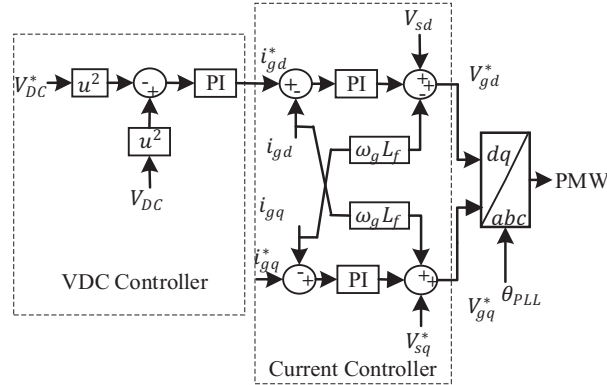 V*DC
u²
-
+
PI
u²
VDC
VDC Controller
i*gd
+
-
PI
Vsd
+
+
-
V*gd
igd
ωgLf
igq
ωgLf
i*gq
-
+
PI
+
+
V*sq
V*gq
Current Controller
dq
abc
PMW
θPLL